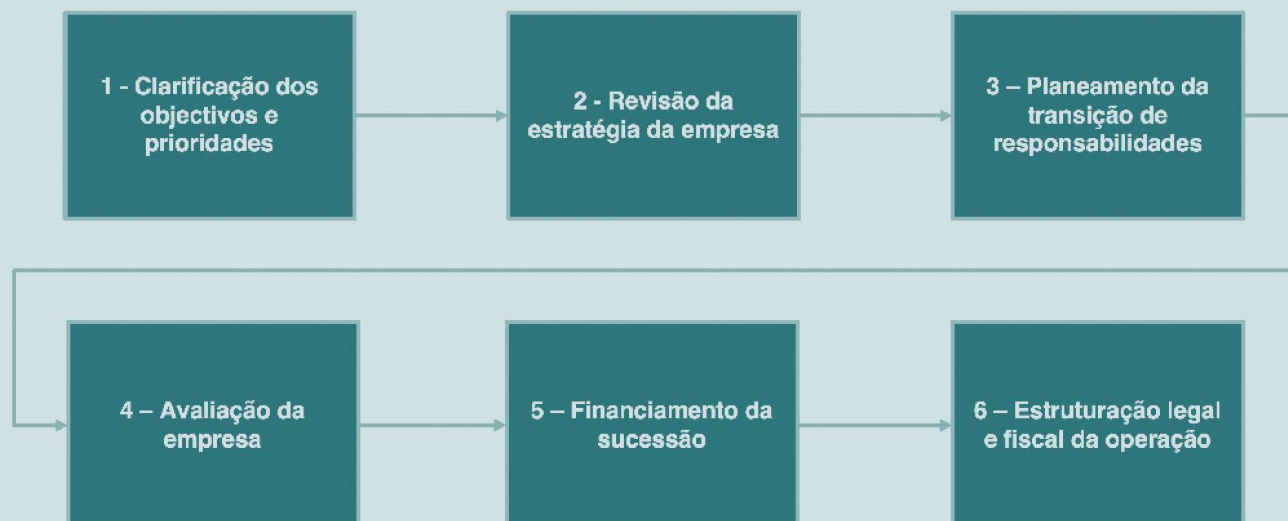 1 - Clarificação dos
objectivos e
prioridades
2 - Revisão da
estratégia da empresa
3 – Planeamento da
transição de
responsabilidades
4 – Avaliação da
empresa
5 – Financiamento da
sucessão
6 – Estruturação legal
e fiscal da operação